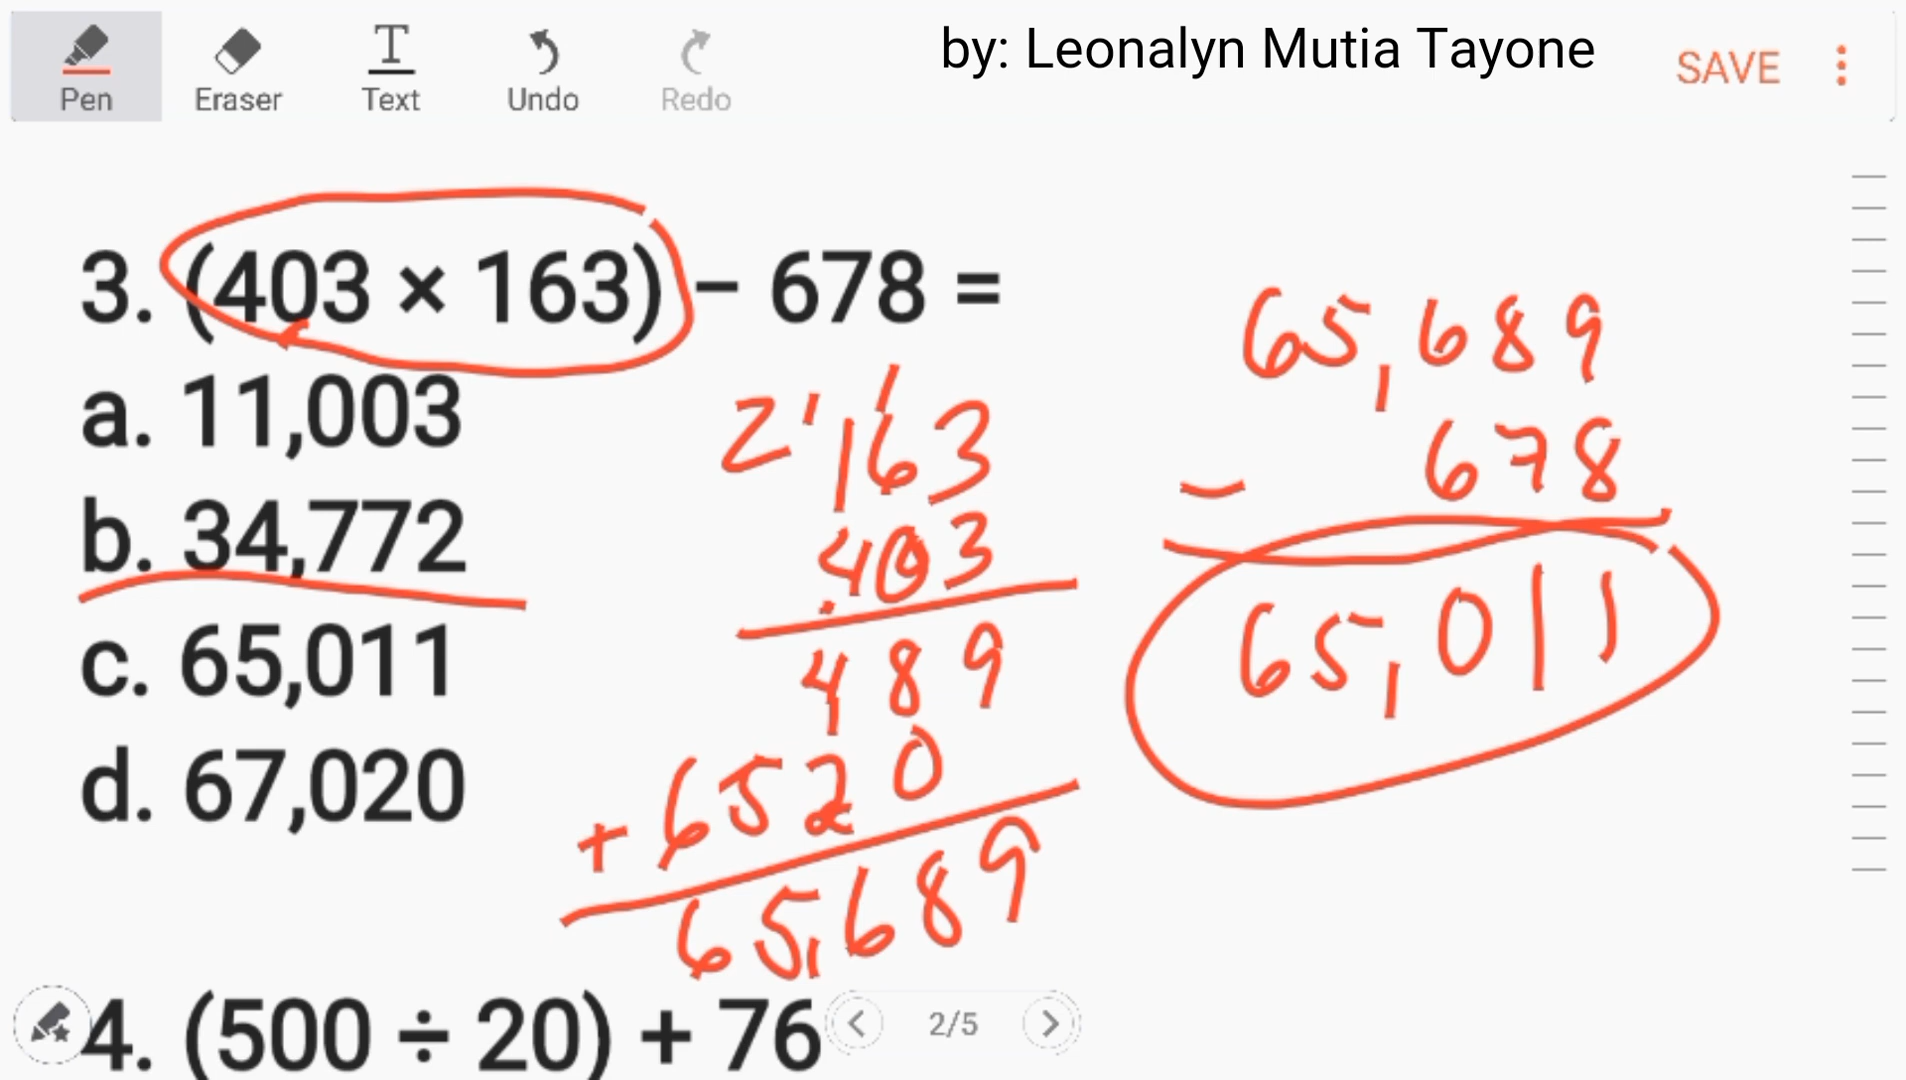 Pen Eraser Text Undo Redo by: Leonalyn Mutia Tayone SAVE
3. (403 × 163) − 678 =
a. 11,003
b. 34,772
c. 65,011
d. 67,020
2 1 1
163
403
489
+ 6520
65,689
65,689
− 678
65,011
4. (500 ÷ 20) + 76
2/5